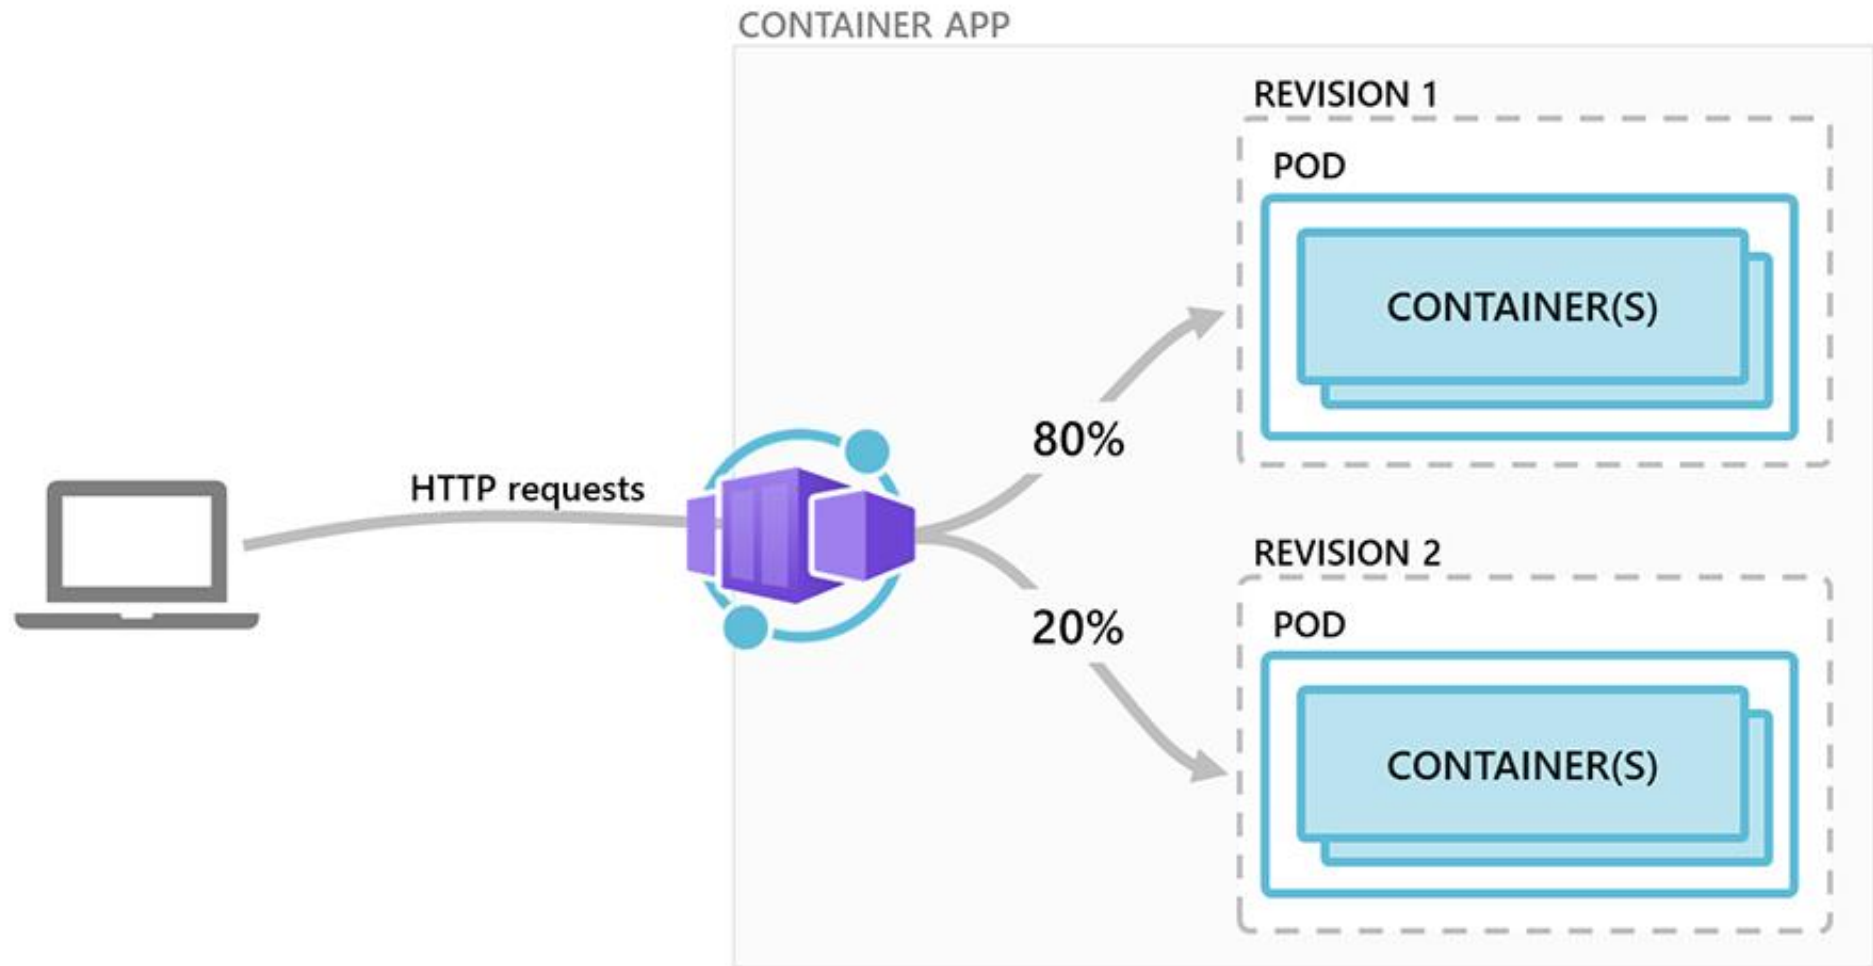 CONTAINER APP
REVISION 1
POD
CONTAINER(S)
80%
HTTP requests
REVISION 2
20%
POD
CONTAINER(S)